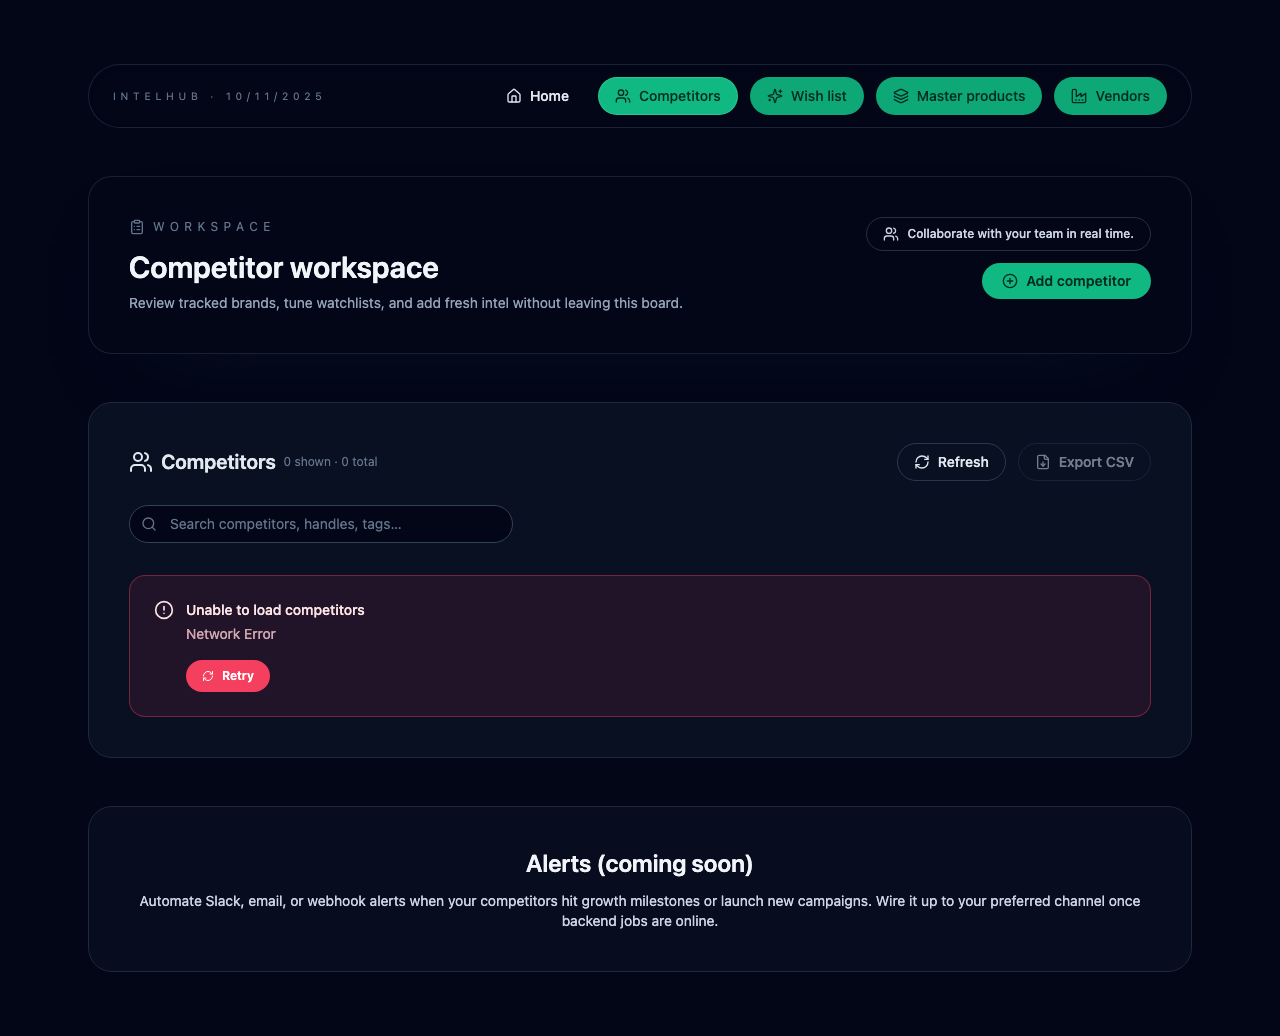 INTELHUB · 10/11/2025
Home
Competitors
Wish list
Master products
Vendors
WORKSPACE
Competitor workspace
Review tracked brands, tune watchlists, and add fresh intel without leaving this board.
Collaborate with your team in real time.
Add competitor
Competitors 0 shown · 0 total
Refresh
Export CSV
Search competitors, handles, tags...
Unable to load competitors
Network Error
Retry
Alerts (coming soon)
Automate Slack, email, or webhook alerts when your competitors hit growth milestones or launch new campaigns. Wire it up to your preferred channel once
backend jobs are online.